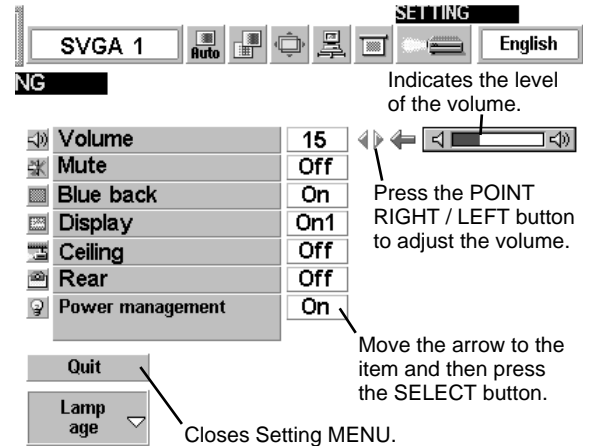 SETTING
SVGA 1
Auto
English
NG
Indicates the level
of the volume.
Volume 15
Mute Off
Blue back On
Display On1
Ceiling Off
Rear Off
Power management On
Press the POINT
RIGHT / LEFT button
to adjust the volume.
Move the arrow to the
item and then press
the SELECT button.
Quit
Lamp
age
Closes Setting MENU.